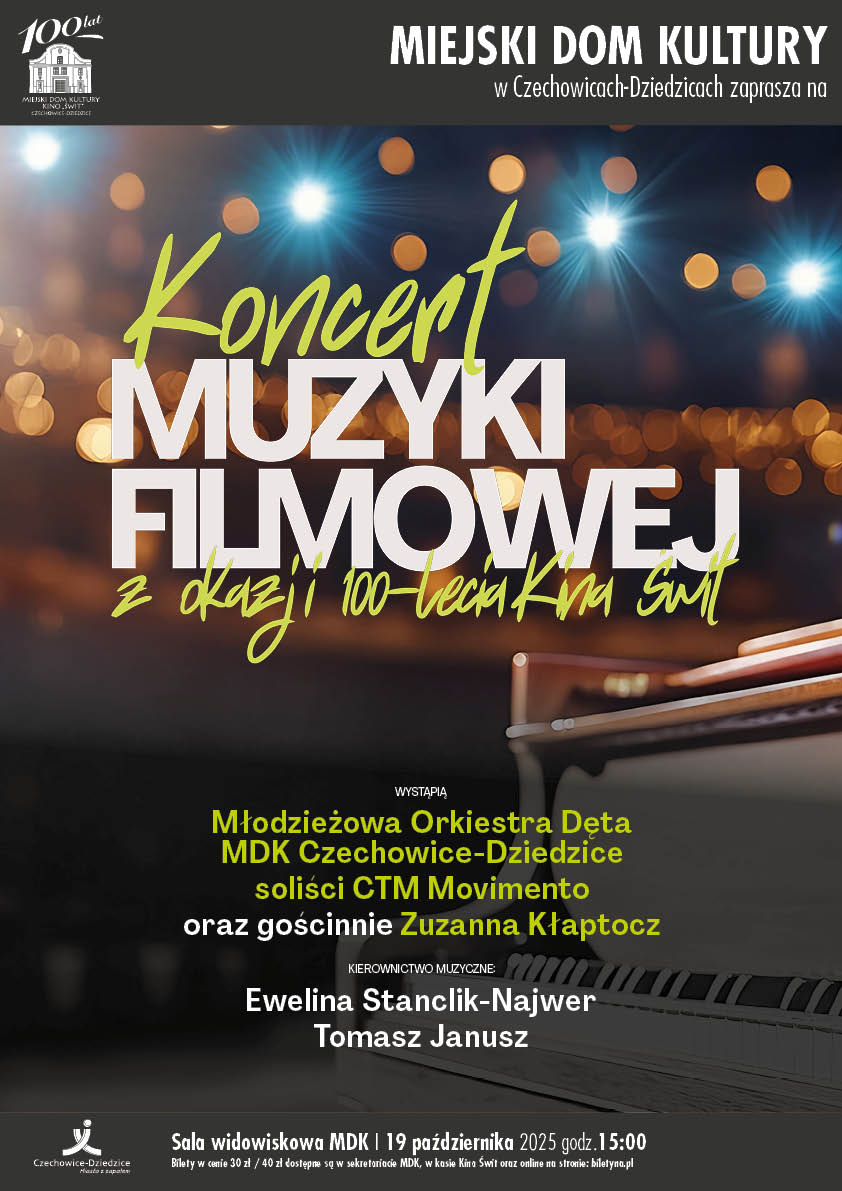 100 lat
MIEJSKI DOM KULTURY
KINO „ŚWIT”
CZECHOWICE-DZIEDZICE
MIEJSKI DOM KULTURY
w Czechowicach-Dziedzicach zaprasza na
Koncert
MUZYKI
FILMOWEJ
z okazji 100-lecia Kina Świt
WYSTĄPIĄ
Młodzieżowa Orkiestra Dęta
MDK Czechowice-Dziedzice
soliści CTM Movimento
oraz gościnnie Zuzanna Kłaptocz
KIEROWNICTWO MUZYCZNE:
Ewelina Stanclik-Najwer
Tomasz Janusz
Czechowice-Dziedzice
Miasto z zapałem
Sala widowiskowa MDK | 19 października 2025 godz.15:00
Bilety w cenie 30 zł / 40 zł dostępne są w sekretariacie MDK, w kasie Kina Świt oraz online na stronie: biletyna.pl